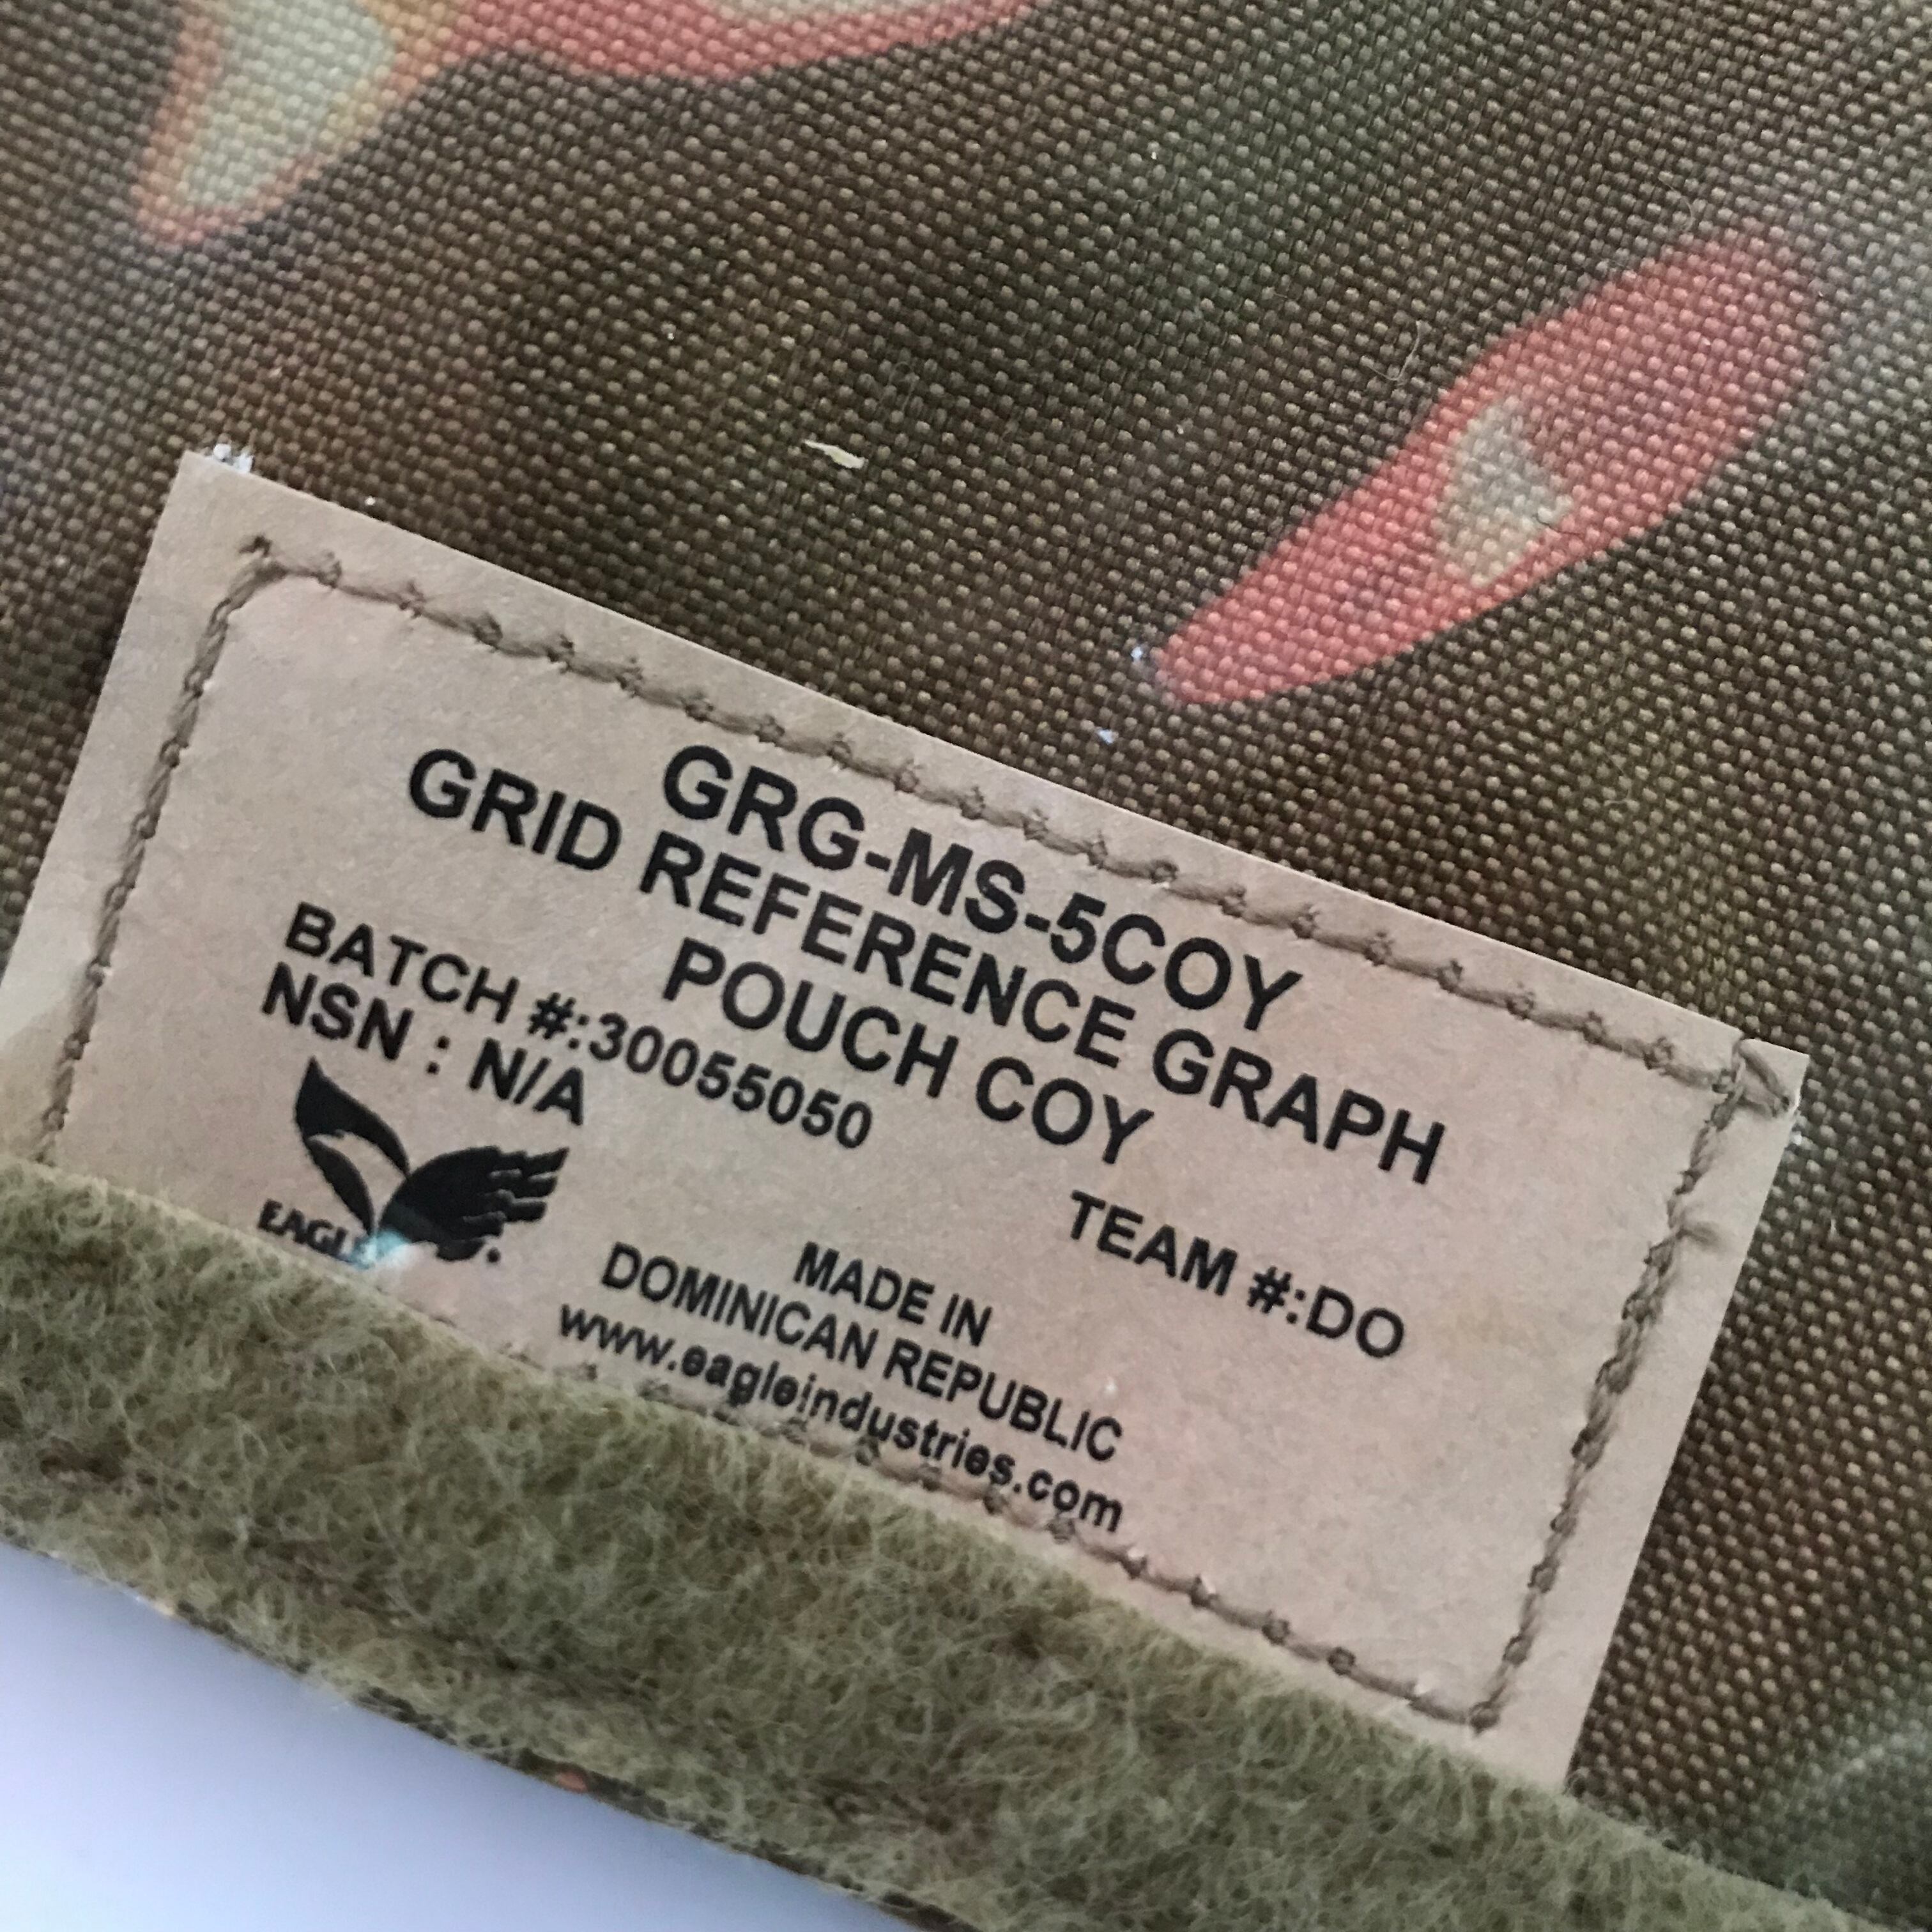 GRG-MS-5COY
GRID REFERENCE GRAPH
POUCH COY
BATCH #:30055050
NSN : N/A
TEAM #:DO
EAGLE
MADE IN
DOMINICAN REPUBLIC
www.eagleindustries.com